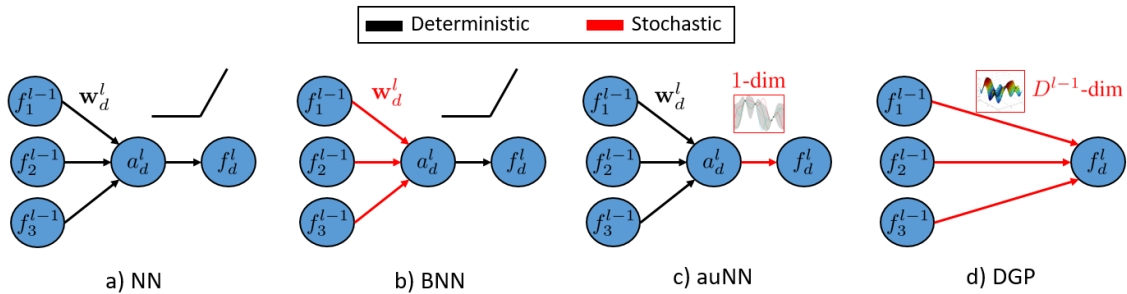 Deterministic Stochastic
f_1^{l-1} w_d^l f_2^{l-1} a_d^l f_d^l f_3^{l-1}
a) NN
f_1^{l-1} w_d^l f_2^{l-1} a_d^l f_d^l f_3^{l-1}
b) BNN
f_1^{l-1} w_d^l 1-dim f_2^{l-1} a_d^l f_d^l f_3^{l-1}
c) auNN
f_1^{l-1} D^{l-1}-dim f_2^{l-1} f_d^l f_3^{l-1}
d) DGP